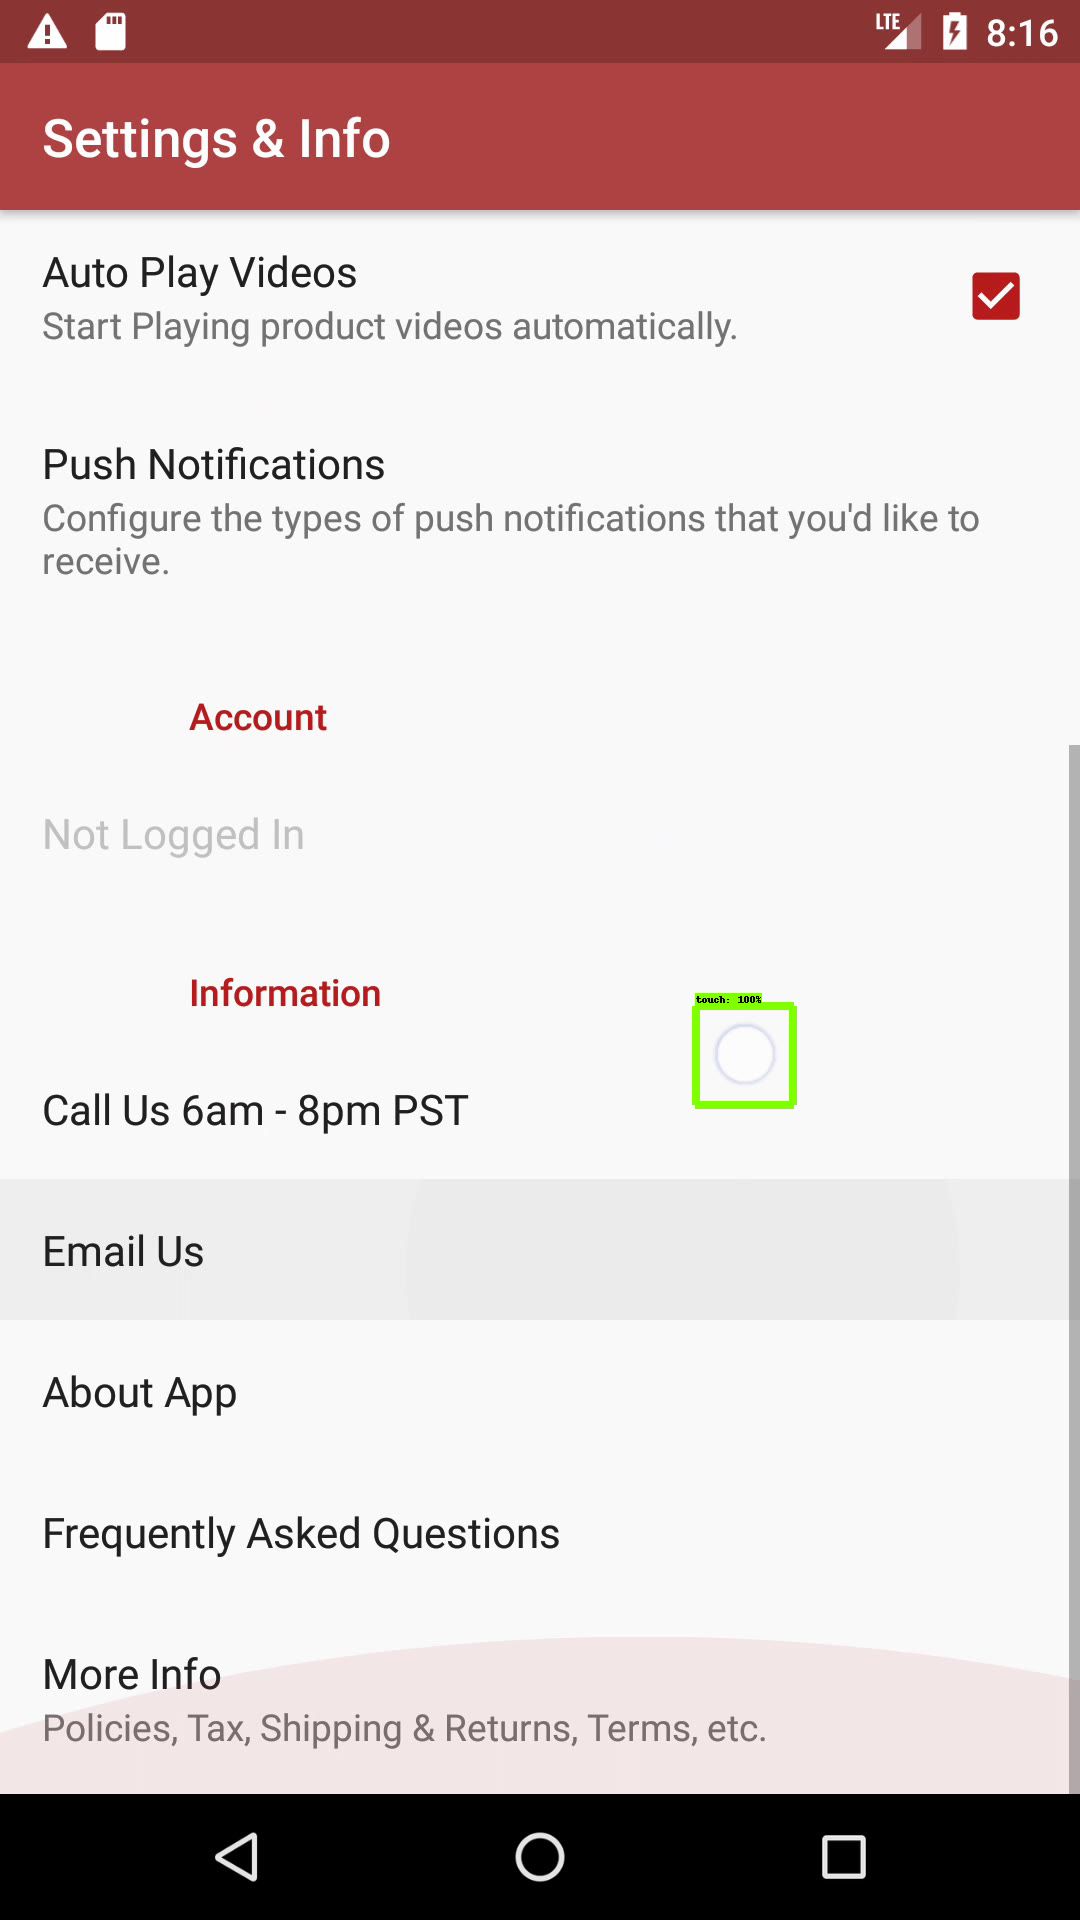 LTE 8:16
Settings & Info
Auto Play Videos
Start Playing product videos automatically.
Push Notifications
Configure the types of push notifications that you'd like to
receive.
Account
Not Logged In
Information
touch: 100%
Call Us 6am - 8pm PST
Email Us
About App
Frequently Asked Questions
More Info
Policies, Tax, Shipping & Returns, Terms, etc.